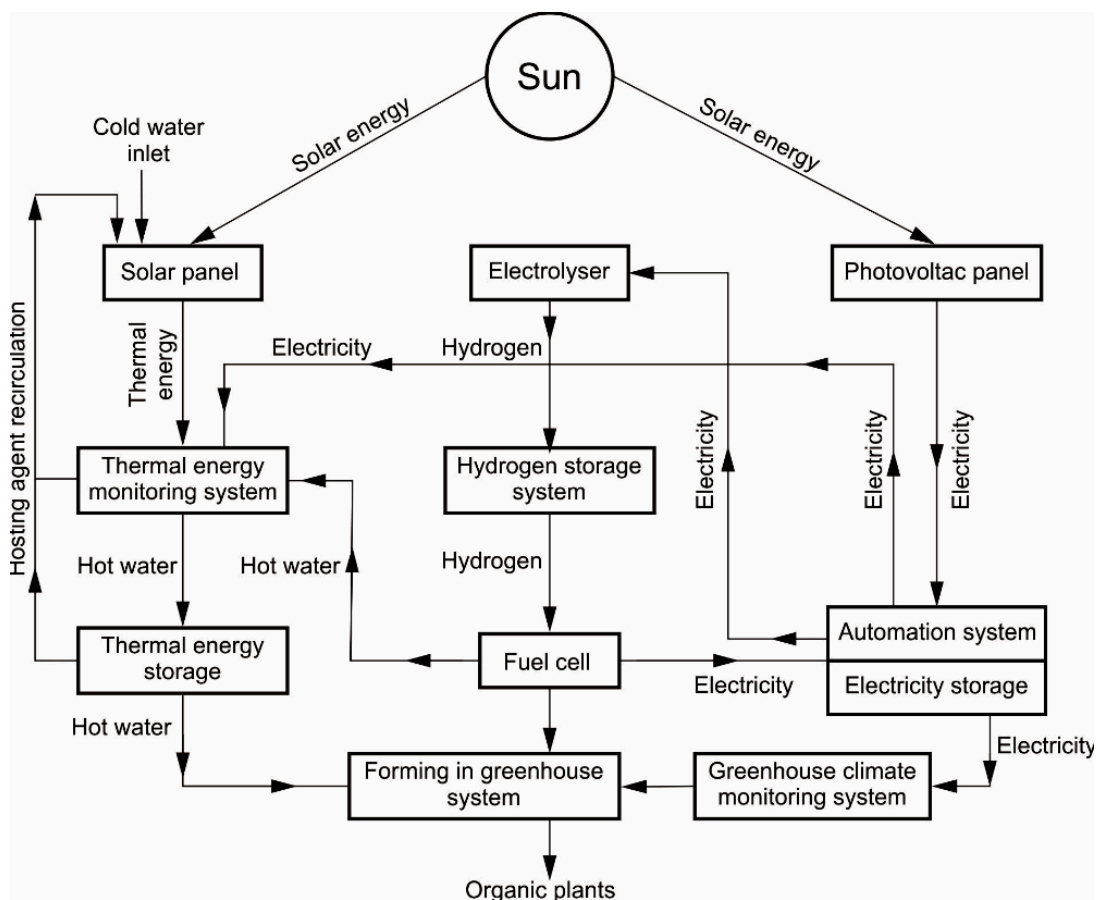 Sun
Solar energy
Solar energy
Cold water
inlet
Solar panel
Electrolyser
Photovoltac panel
Hosting agent recirculation
Thermal
energy
Electricity
Hydrogen
Electricity
Electricity
Electricity
Thermal energy
monitoring system
Hydrogen storage
system
Hot water
Hot water
Hydrogen
Thermal energy
storage
Fuel cell
Automation system
Electricity
Electricity storage
Hot water
Electricity
Forming in greenhouse
system
Greenhouse climate
monitoring system
Organic plants